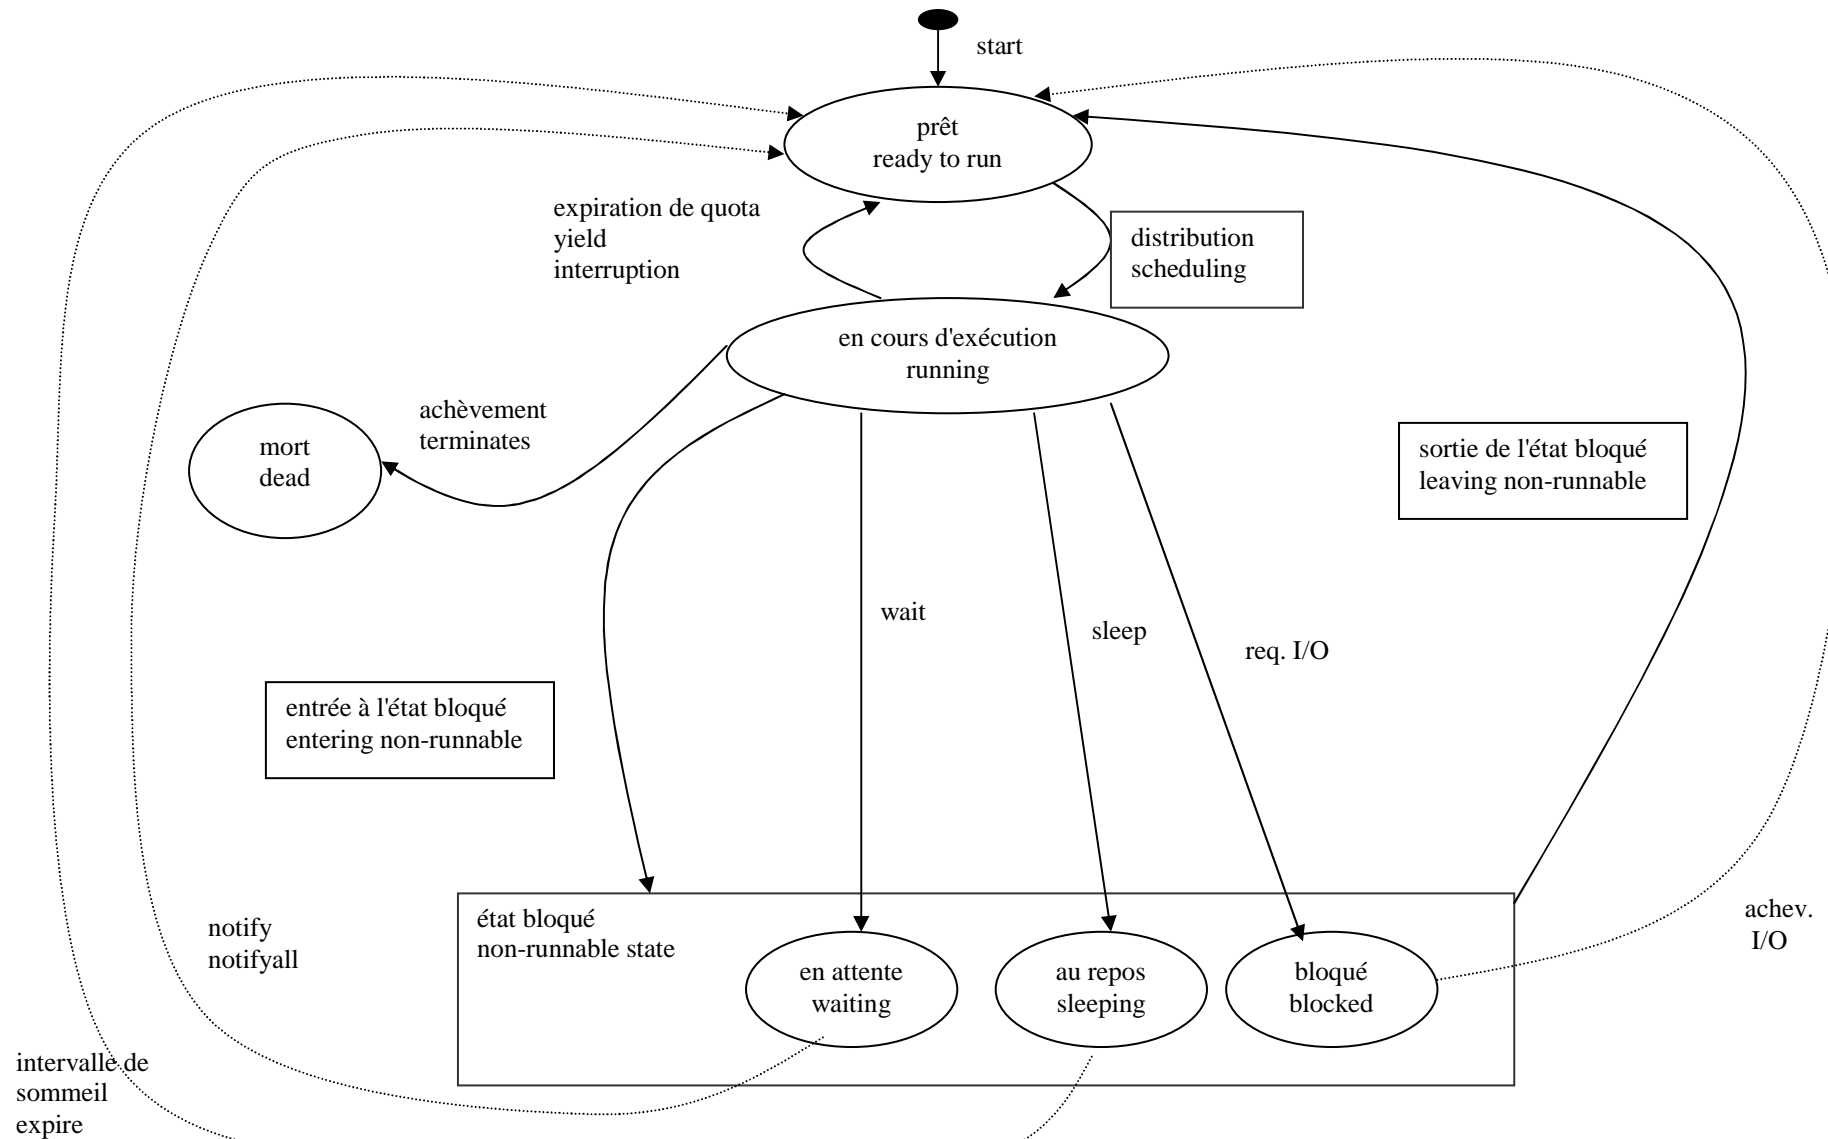 start
prêt
ready to run
expiration de quota
yield
interruption
distribution
scheduling
en cours d'exécution
running
achèvement
terminates
mort
dead
sortie de l'état bloqué
leaving non-runnable
wait
sleep
req. I/O
entrée à l'état bloqué
entering non-runnable
état bloqué
non-runnable state
notify
notifyall
achev.
I/O
en attente
waiting
au repos
sleeping
bloqué
blocked
intervalle de
sommeil
expire